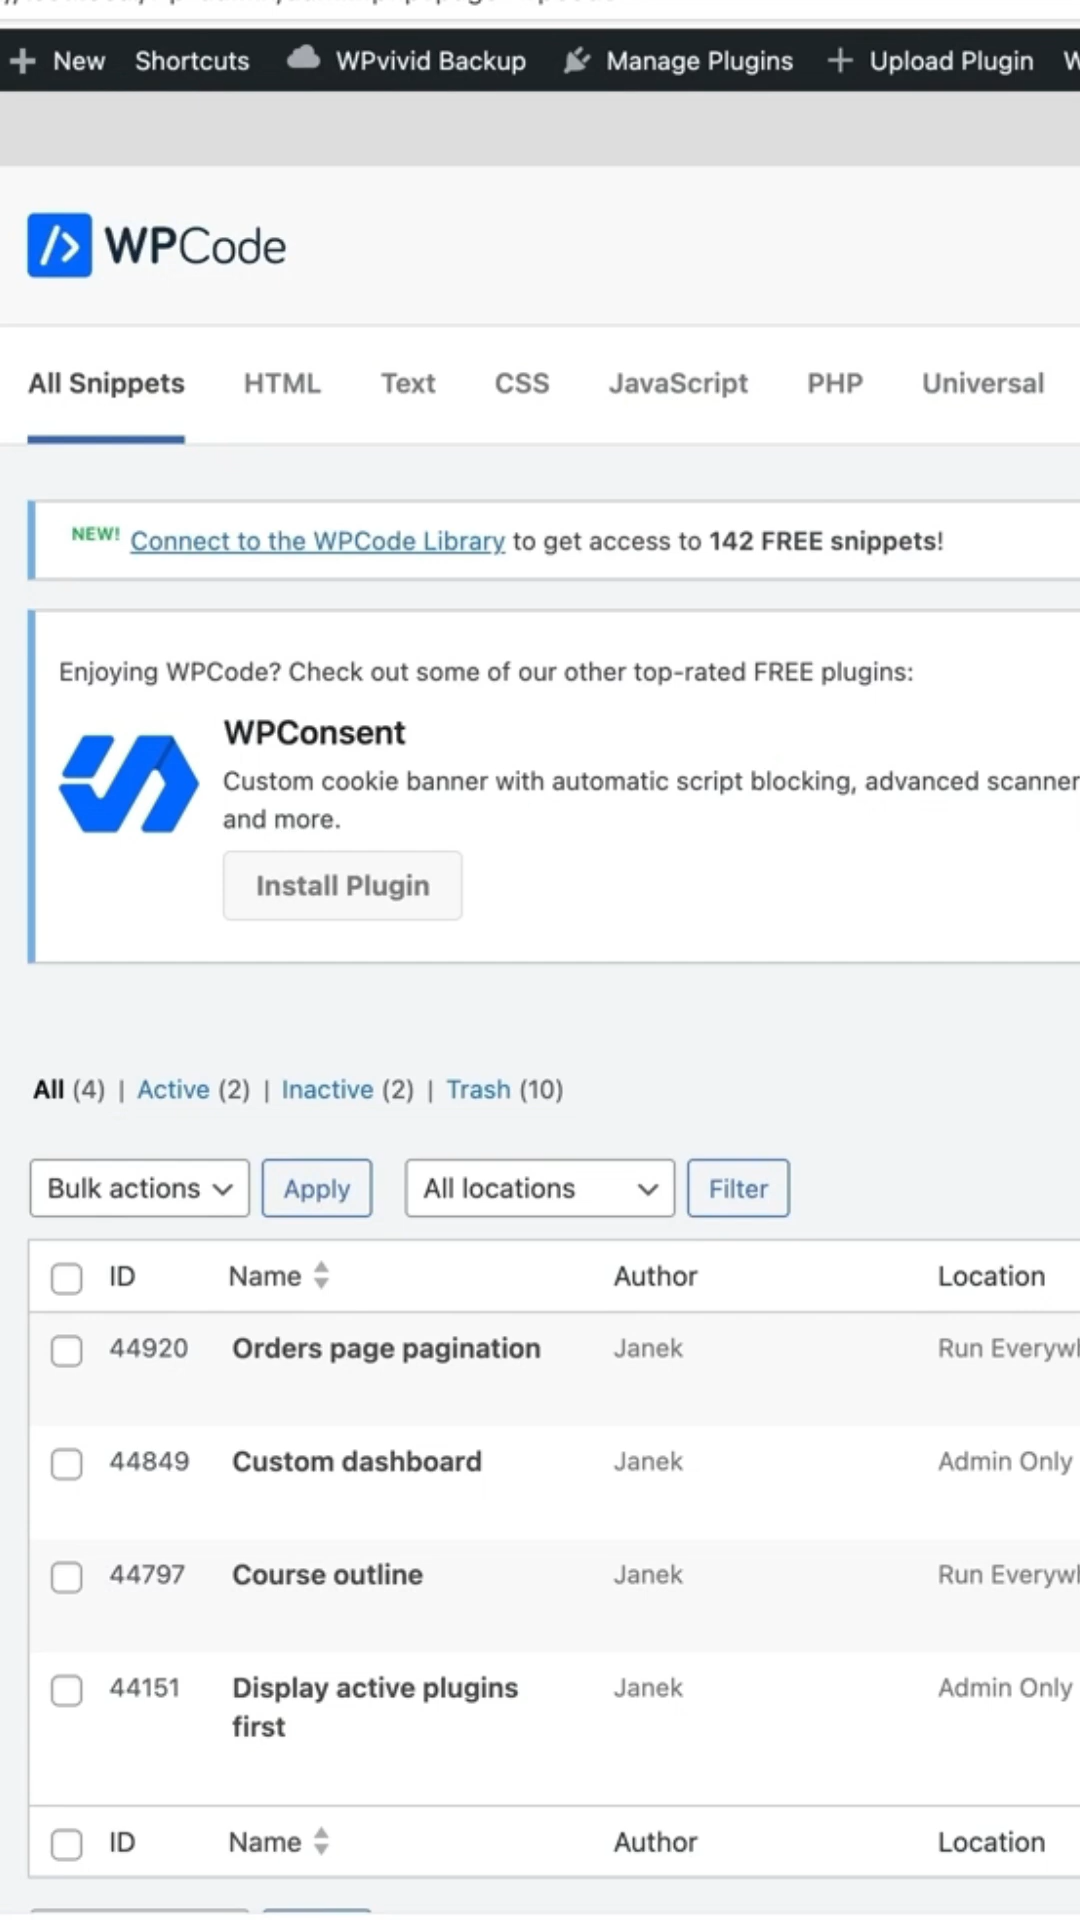 New Shortcuts WPvivid Backup Manage Plugins Upload Plugin
WPCode
All Snippets HTML Text CSS JavaScript PHP Universal
NEW! Connect to the WPCode Library to get access to 142 FREE snippets!
Enjoying WPCode? Check out some of our other top-rated FREE plugins:
WPConsent
Custom cookie banner with automatic script blocking, advanced scanner
and more.
Install Plugin
All (4) | Active (2) | Inactive (2) | Trash (10)
Bulk actions Apply All locations Filter
ID Name Author Location
44920 Orders page pagination Janek Run
44849 Custom dashboard Janek Admin Only
44797 Course outline Janek Run
44151 Display active plugins Janek Admin Only
first
ID Name Author Location